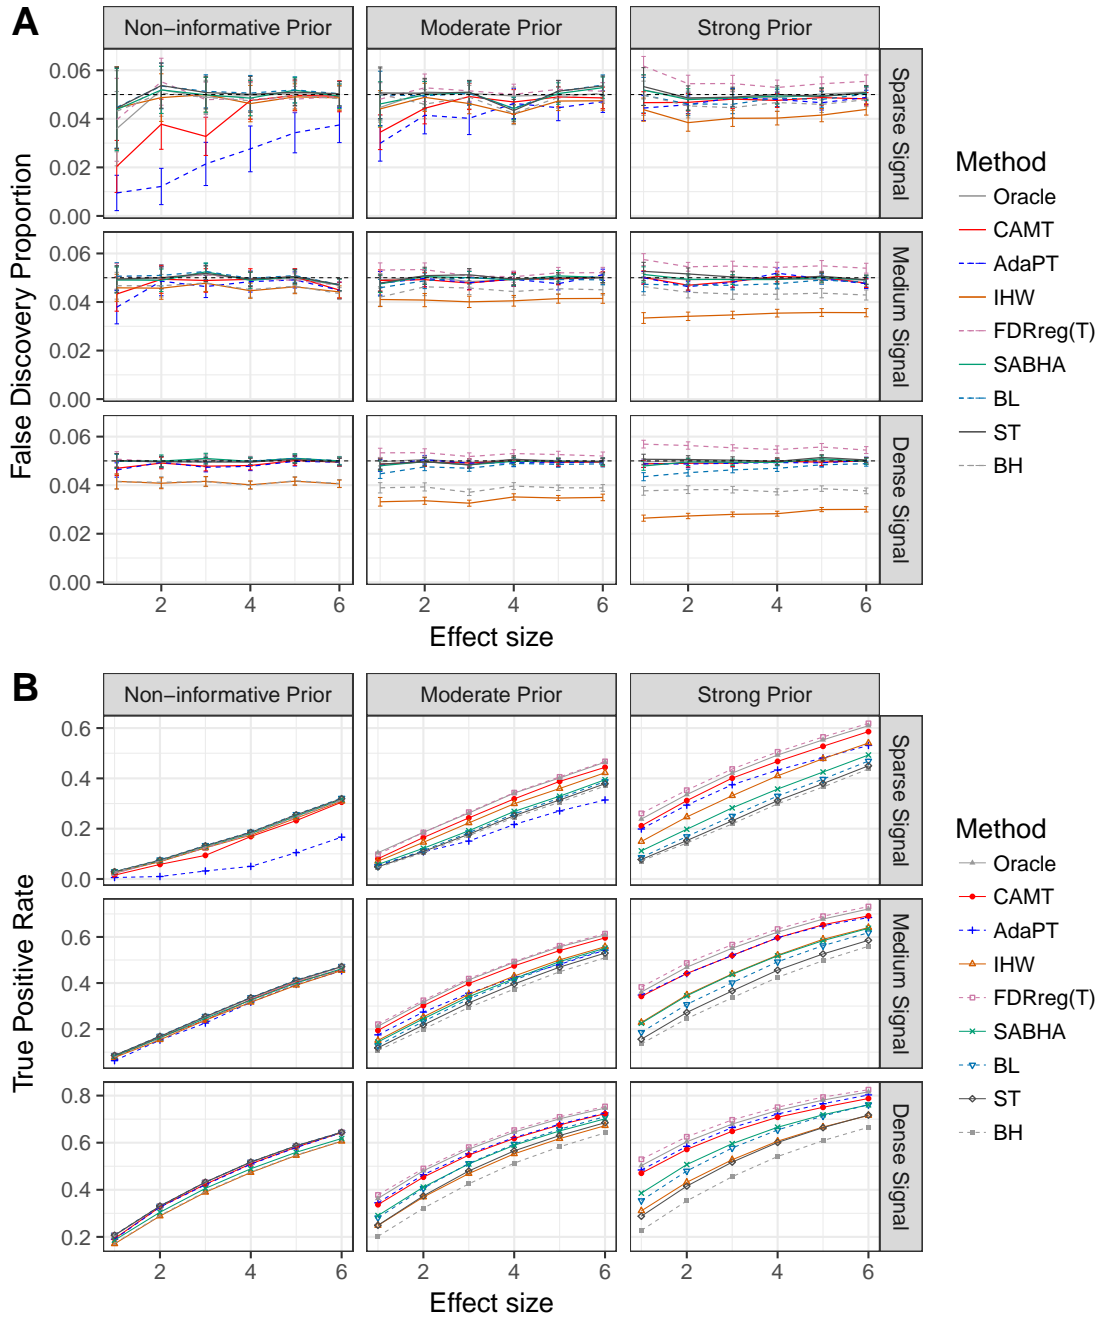 A
Non−informative Prior
Moderate Prior
Strong Prior
0.06
0.04
0.02
0.00
Sparse Signal
0.06
0.04
0.02
0.00
Medium Signal
0.06
0.04
0.02
0.00
Dense Signal
2 4 6 2 4 6 2 4 6
Effect size
False Discovery Proportion
Method
Oracle
CAMT
AdaPT
IHW
FDRreg(T)
SABHA
BL
ST
BH
B
Non−informative Prior
Moderate Prior
Strong Prior
0.6
0.4
0.2
0.0
Sparse Signal
0.6
0.4
0.2
Medium Signal
0.8
0.6
0.4
0.2
Dense Signal
2 4 6 2 4 6 2 4 6
Effect size
True Positive Rate
Method
Oracle
CAMT
AdaPT
IHW
FDRreg(T)
SABHA
BL
ST
BH